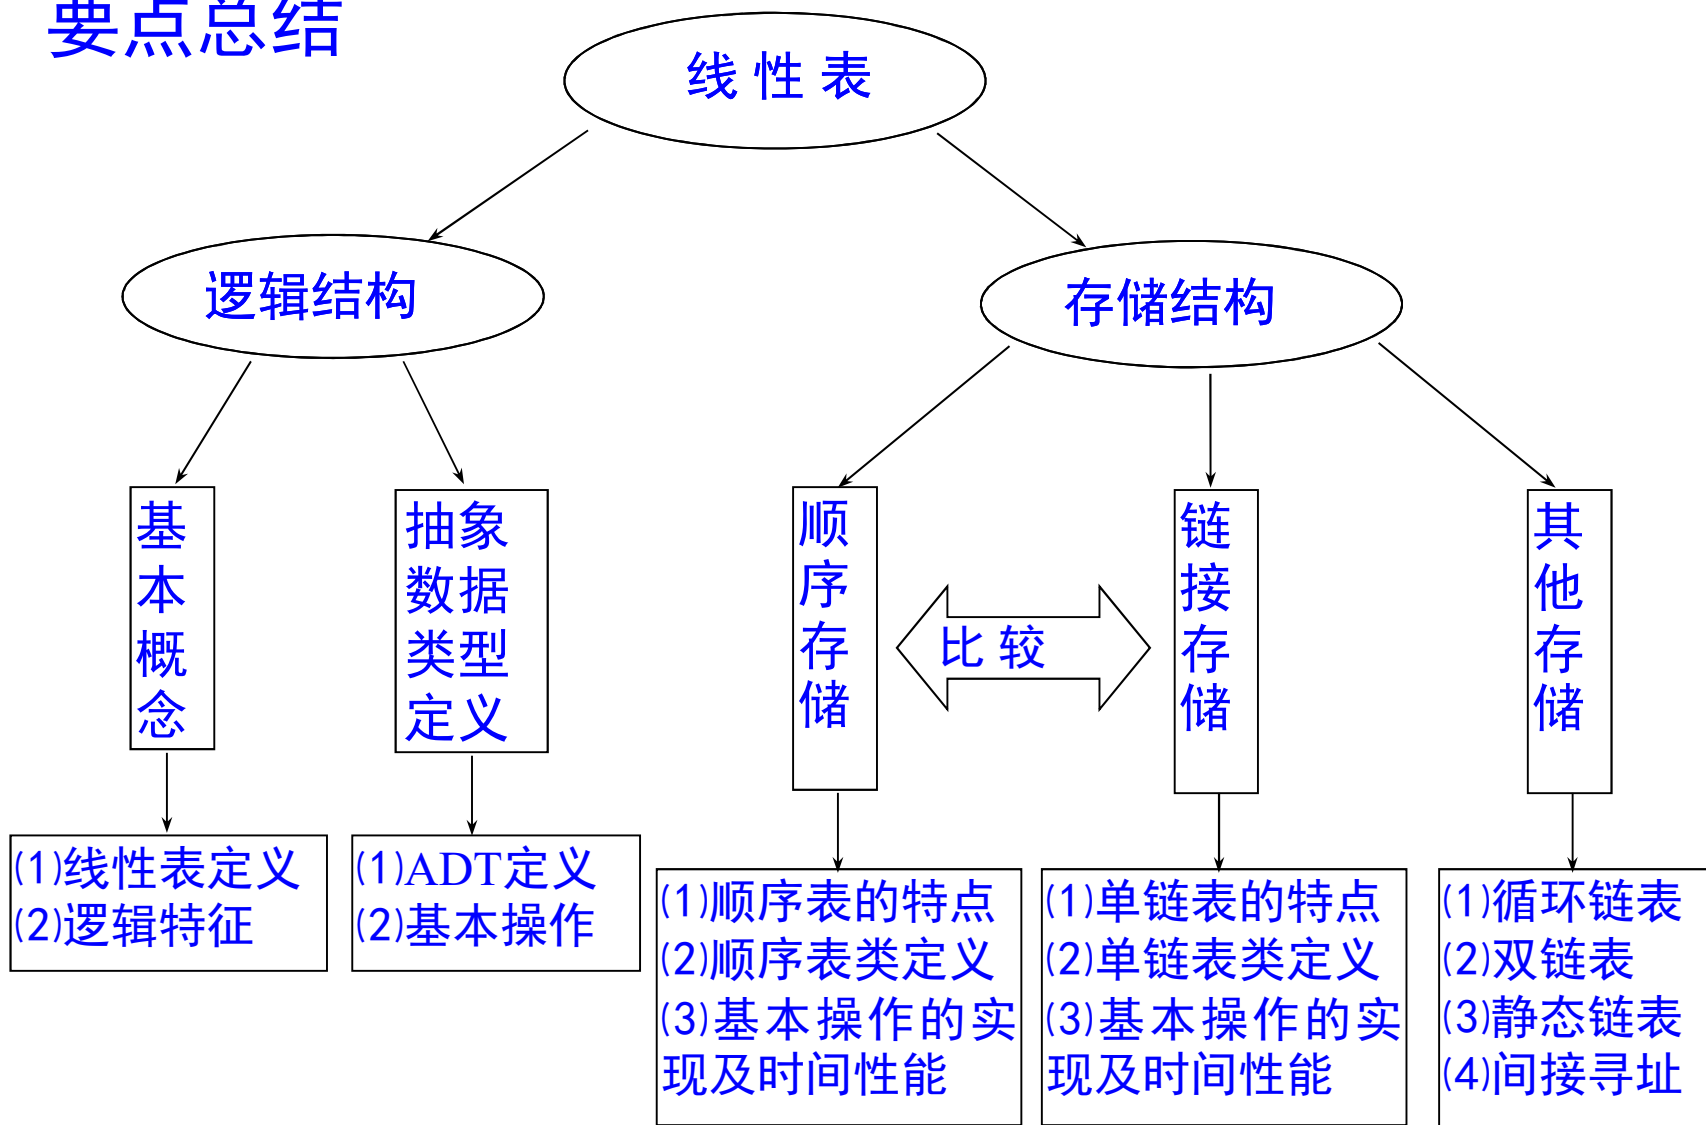 要点总结
线 性 表
逻辑结构
存储结构
基
本
概
念
抽象
数据
类型
定义
顺
序
存
储
比 较
链
接
存
储
其
他
存
储
(1)线性表定义
(2)逻辑特征
(1)ADT定义
(2)基本操作
(1)顺序表的特点
(2)顺序表类定义
(3)基本操作的实
现及时间性能
(1)单链表的特点
(2)单链表类定义
(3)基本操作的实
现及时间性能
(1)循环链表
(2)双链表
(3)静态链表
(4)间接寻址